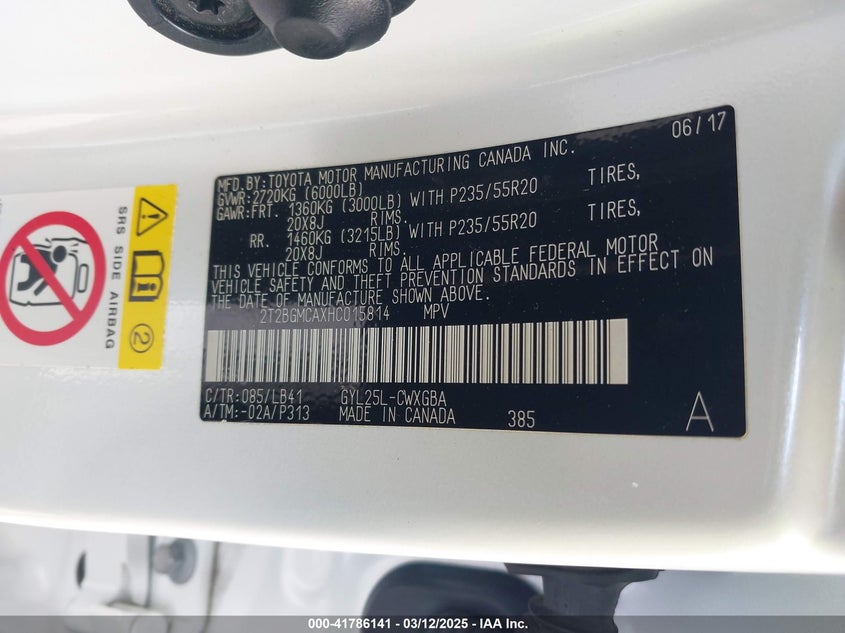 06/17
MFD.BY:TOYOTA MOTOR MANUFACTURING CANADA INC.
GVWR:2720KG (6000LB)
GAWR:FRT. 1360KG (3000LB) WITH P235/55R20 TIRES,
20X8J RIMS.
RR. 1460KG (3215LB) WITH P235/55R20 TIRES,
20X8J RIMS.
THIS VEHICLE CONFORMS TO ALL APPLICABLE FEDERAL MOTOR
VEHICLE SAFETY AND THEFT PREVENTION STANDARDS IN EFFECT ON
THE DATE OF MANUFACTURE SHOWN ABOVE.
2T2BGMCAXHC015814 MPV
C/TR:085/LB41 GYL25L-CWXGBA
A/TM:-02A/P313 MADE IN CANADA 385 A
SRS SIDE AIRBAG
2
000-41786141 - 03/12/2025 - IAA Inc.